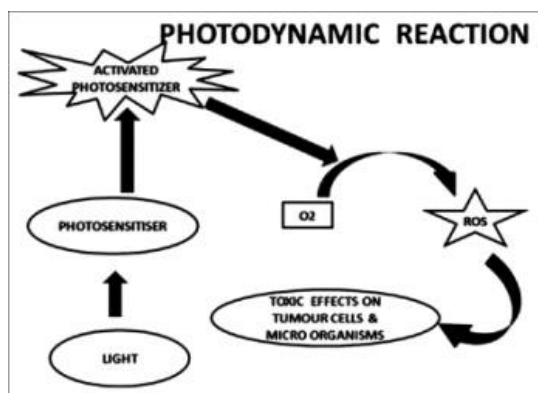 PHOTODYNAMIC REACTION
ACTIVATED
PHOTOSENSITIZER
PHOTOSENSITISER
O2
ROS
TOXIC EFFECTS ON
TUMOUR CELLS &
MICRO ORGANISMS
LIGHT